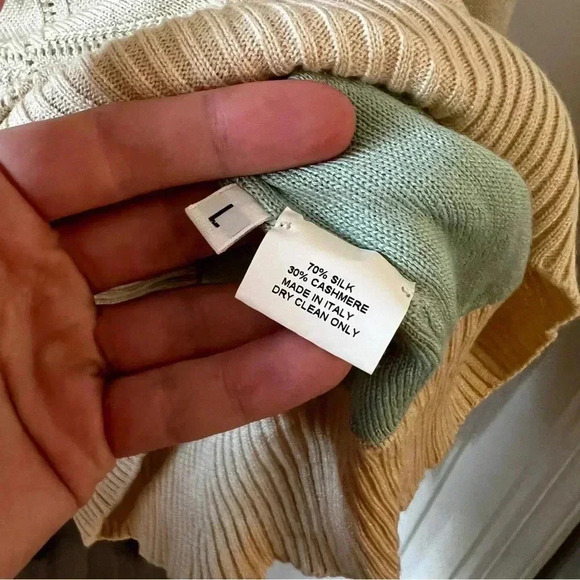 L
70% SILK
30% CASHMERE
MADE IN ITALY
DRY CLEAN ONLY